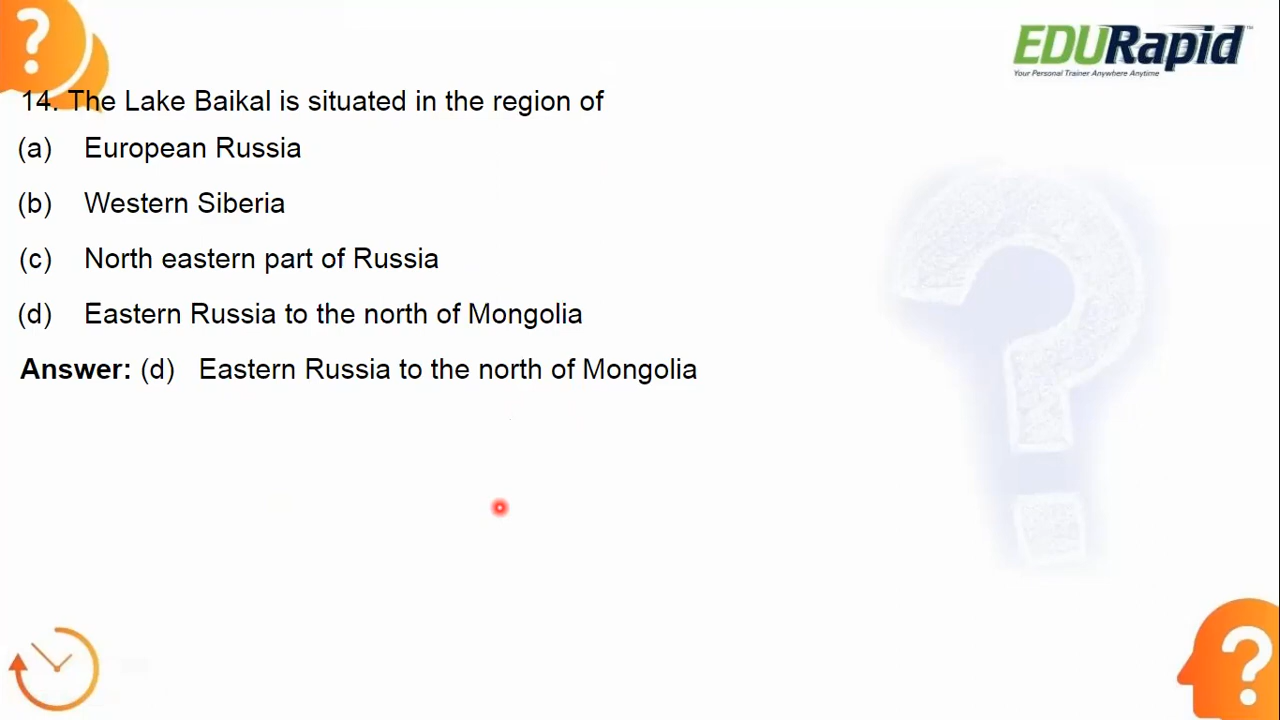 EDURapid™
Your Personal Trainer Anywhere Anytime
14. The Lake Baikal is situated in the region of
(a) European Russia
(b) Western Siberia
(c) North eastern part of Russia
(d) Eastern Russia to the north of Mongolia
Answer: (d) Eastern Russia to the north of Mongolia